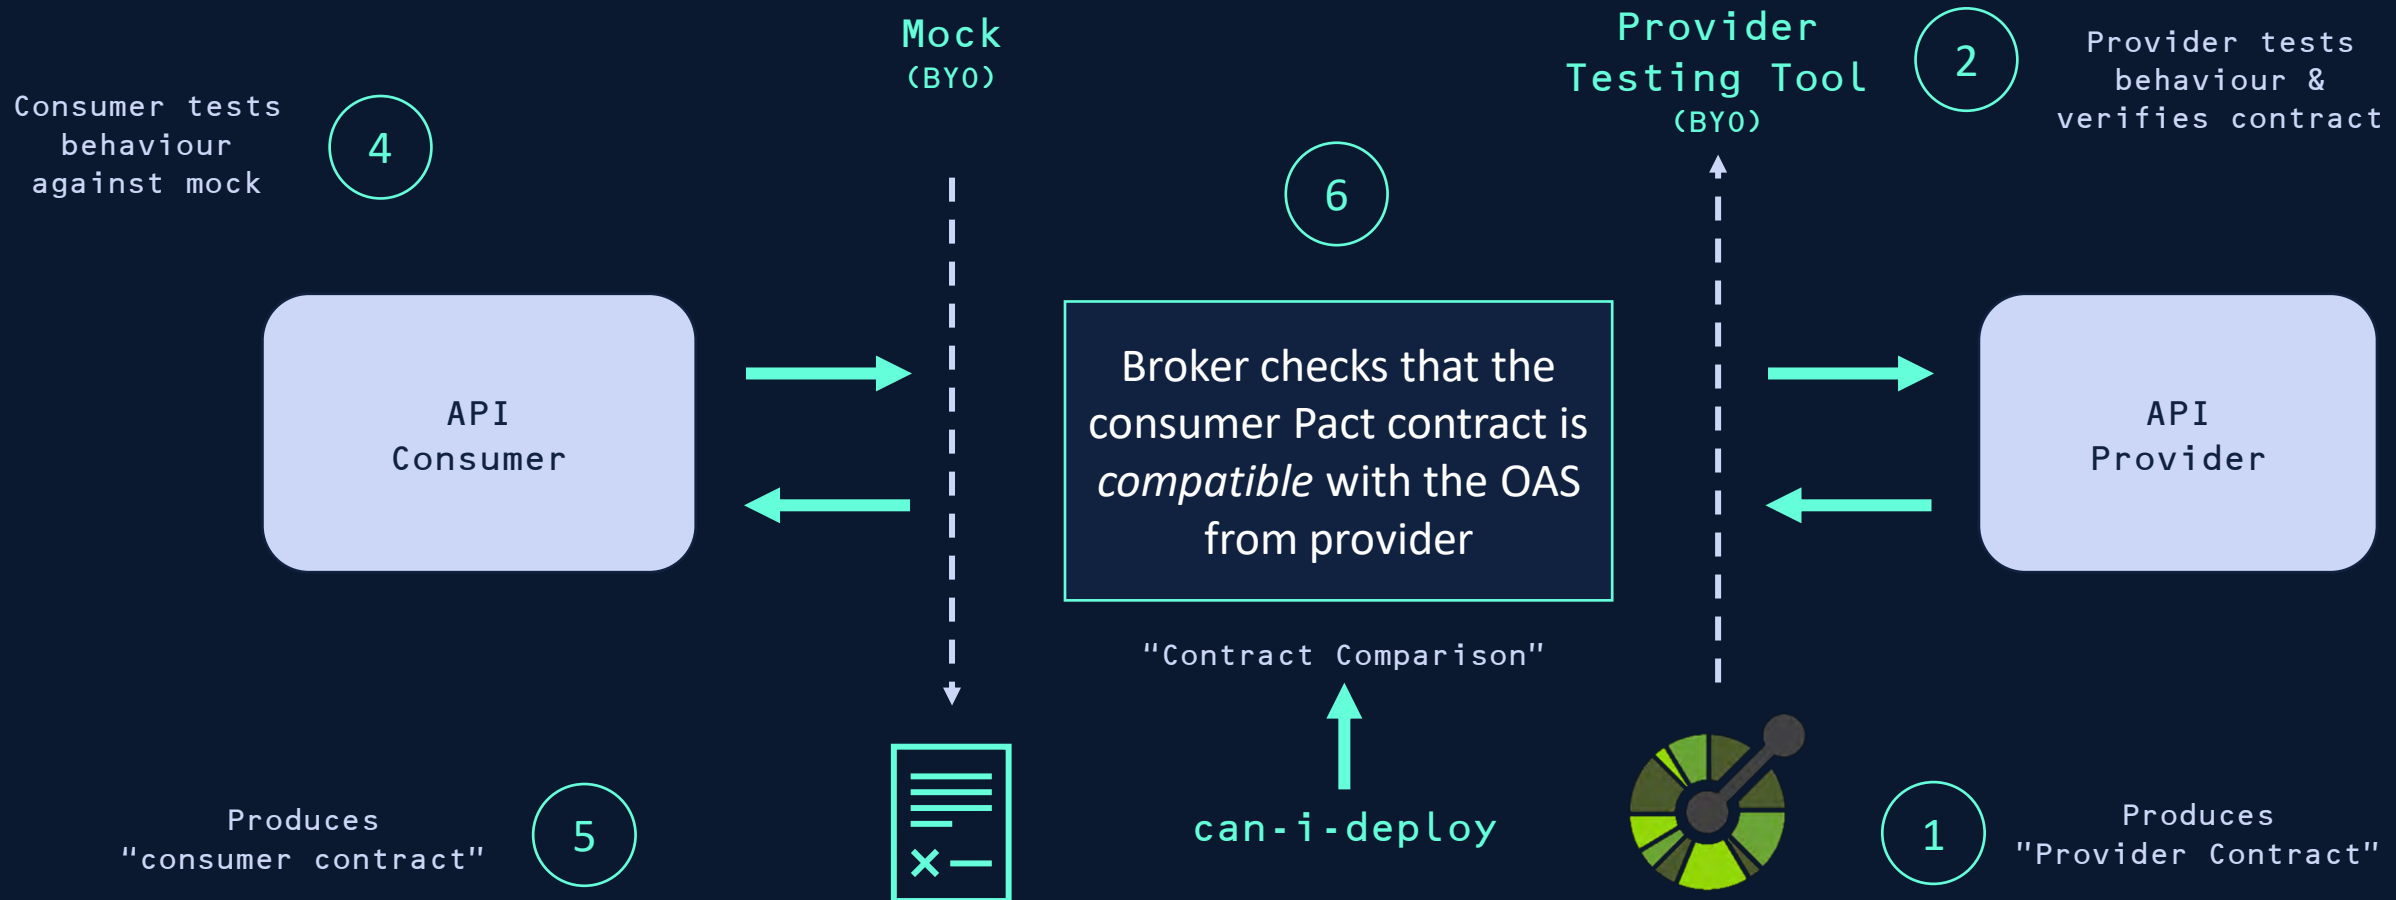 Mock
(BYO)
Provider
Testing Tool
(BYO)
2
Provider tests
behaviour &
verifies contract
Consumer tests
behaviour
against mock
4
6
API
Consumer
Broker checks that the
consumer Pact contract is
compatible with the OAS
from provider
API
Provider
“Contract Comparison”
can-i-deploy
Produces
“consumer contract”
5
1
Produces
"Provider Contract”